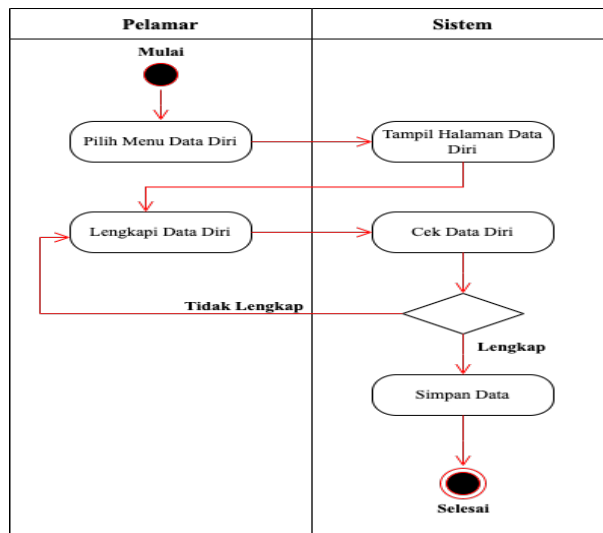 Pelamar
Sistem
Mulai
Pilih Menu Data Diri
Tampil Halaman Data
Diri
Lengkapi Data Diri
Cek Data Diri
Tidak Lengkap
Lengkap
Simpan Data
Selesai